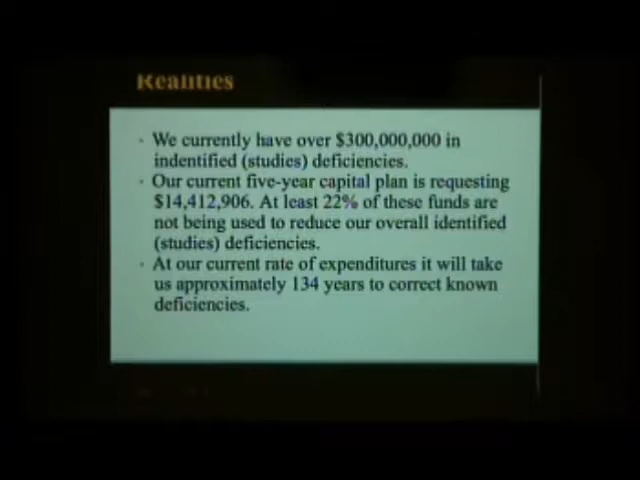 Realities
· We currently have over $300,000,000 in
indentified (studies) deficiencies.
· Our current five-year capital plan is requesting
$14,412,906. At least 22% of these funds are
not being used to reduce our overall identified
(studies) deficiencies.
· At our current rate of expenditures it will take
us approximately 134 years to correct known
deficiencies.